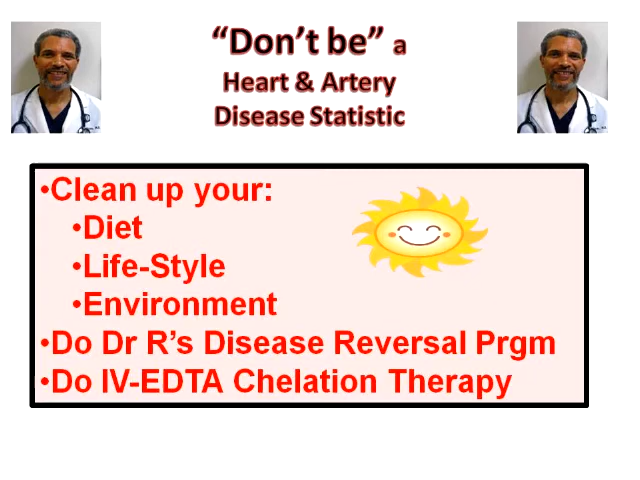 “Don’t be” a
Heart & Artery
Disease Statistic
•Clean up your:
•Diet
•Life-Style
•Environment
•Do Dr R’s Disease Reversal Prgm
•Do IV-EDTA Chelation Therapy